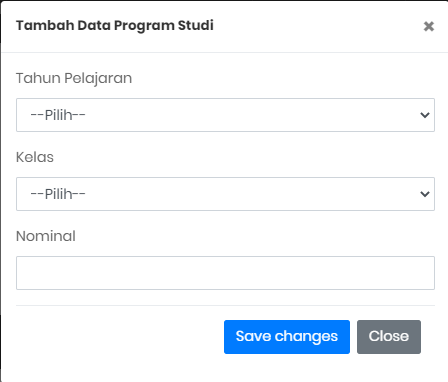 Tambah Data Program Studi
×
Tahun Pelajaran
--Pilih--
Kelas
--Pilih--
Nominal
Save changes
Close